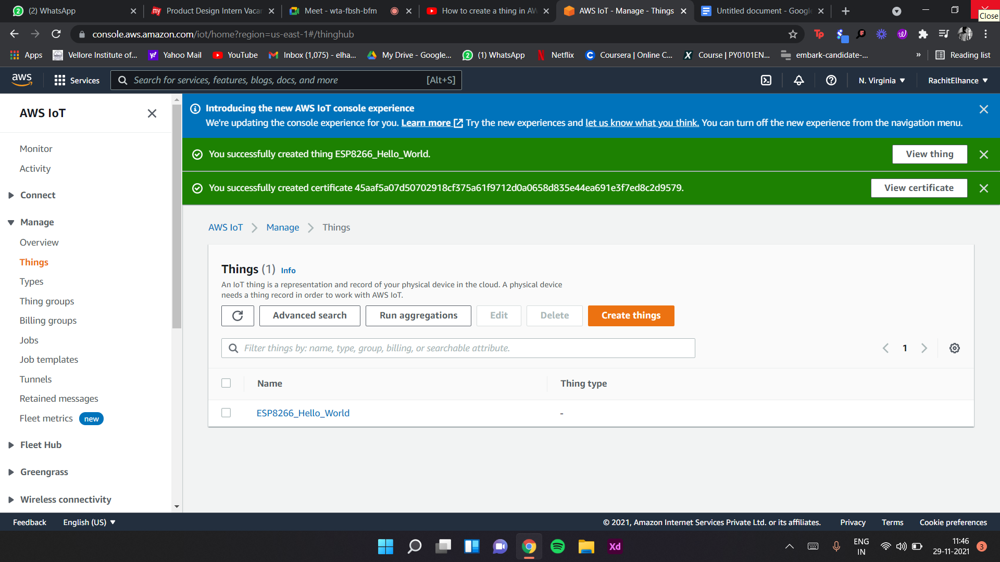 (2) WhatsApp
Product Design Intern Vacan
Meet - wta-fbsh-bfm
How to create a thing in AW
AWS IoT - Manage - Things
Untitled document - Google
Close
console.aws.amazon.com/iot/home?region=us-east-1#/thinghub
Apps
Vellore Institute of...
Yahoo Mail
YouTube
Inbox (1,075) - elha...
My Drive - Google...
(1) WhatsApp
Netflix
Coursera | Online C...
Course | PY0101EN...
embark-candidate-...
»
Reading list
aws
Services
Search for services, features, blogs, docs, and more
[Alt+S]
N. Virginia
RachitElhance
AWS IoT
Monitor
Activity
Connect
Manage
Overview
Things
Types
Thing groups
Billing groups
Jobs
Job templates
Tunnels
Retained messages
Fleet metrics new
Fleet Hub
Greengrass
Wireless connectivity
Introducing the new AWS IoT console experience
We're updating the console experience for you. Learn more Try the new experiences and let us know what you think. You can turn off the new experience from the navigation menu.
You successfully created thing ESP8266_Hello_World.
View thing
You successfully created certificate 45aaf5a07d50702918cf375a61f9712d0a0658d835e44ea691e3f7ed8c2d9579.
View certificate
AWS IoT
Manage
Things
Things (1) Info
An IoT thing is a representation and record of your physical device in the cloud. A physical device
needs a thing record in order to work with AWS IoT.
Advanced search
Run aggregations
Edit
Delete
Create things
Filter things by: name, type, group, billing, or searchable attribute.
1
Name
Thing type
ESP8266_Hello_World
-
Feedback
English (US)
© 2021, Amazon Internet Services Private Ltd. or its affiliates.
Privacy
Terms
Cookie preferences
Xd
ENG
IN
11:46
29-11-2021
3